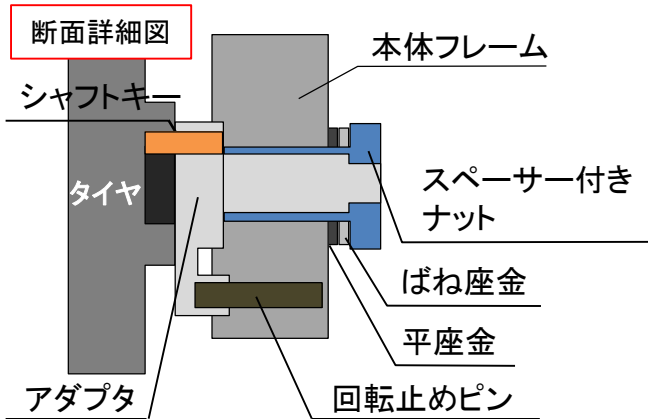 断面詳細図
本体フレーム
シャフトキー
タイヤ
スペーサー付き
ナット
ばね座金
平座金
アダプタ
回転止めピン